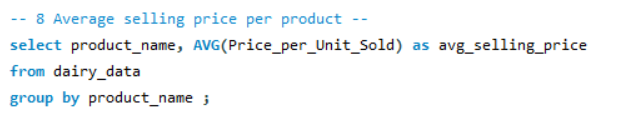 -- 8 Average selling price per product --
select product_name, AVG(Price_per_Unit_Sold) as avg_selling_price
from dairy_data
group by product_name ;